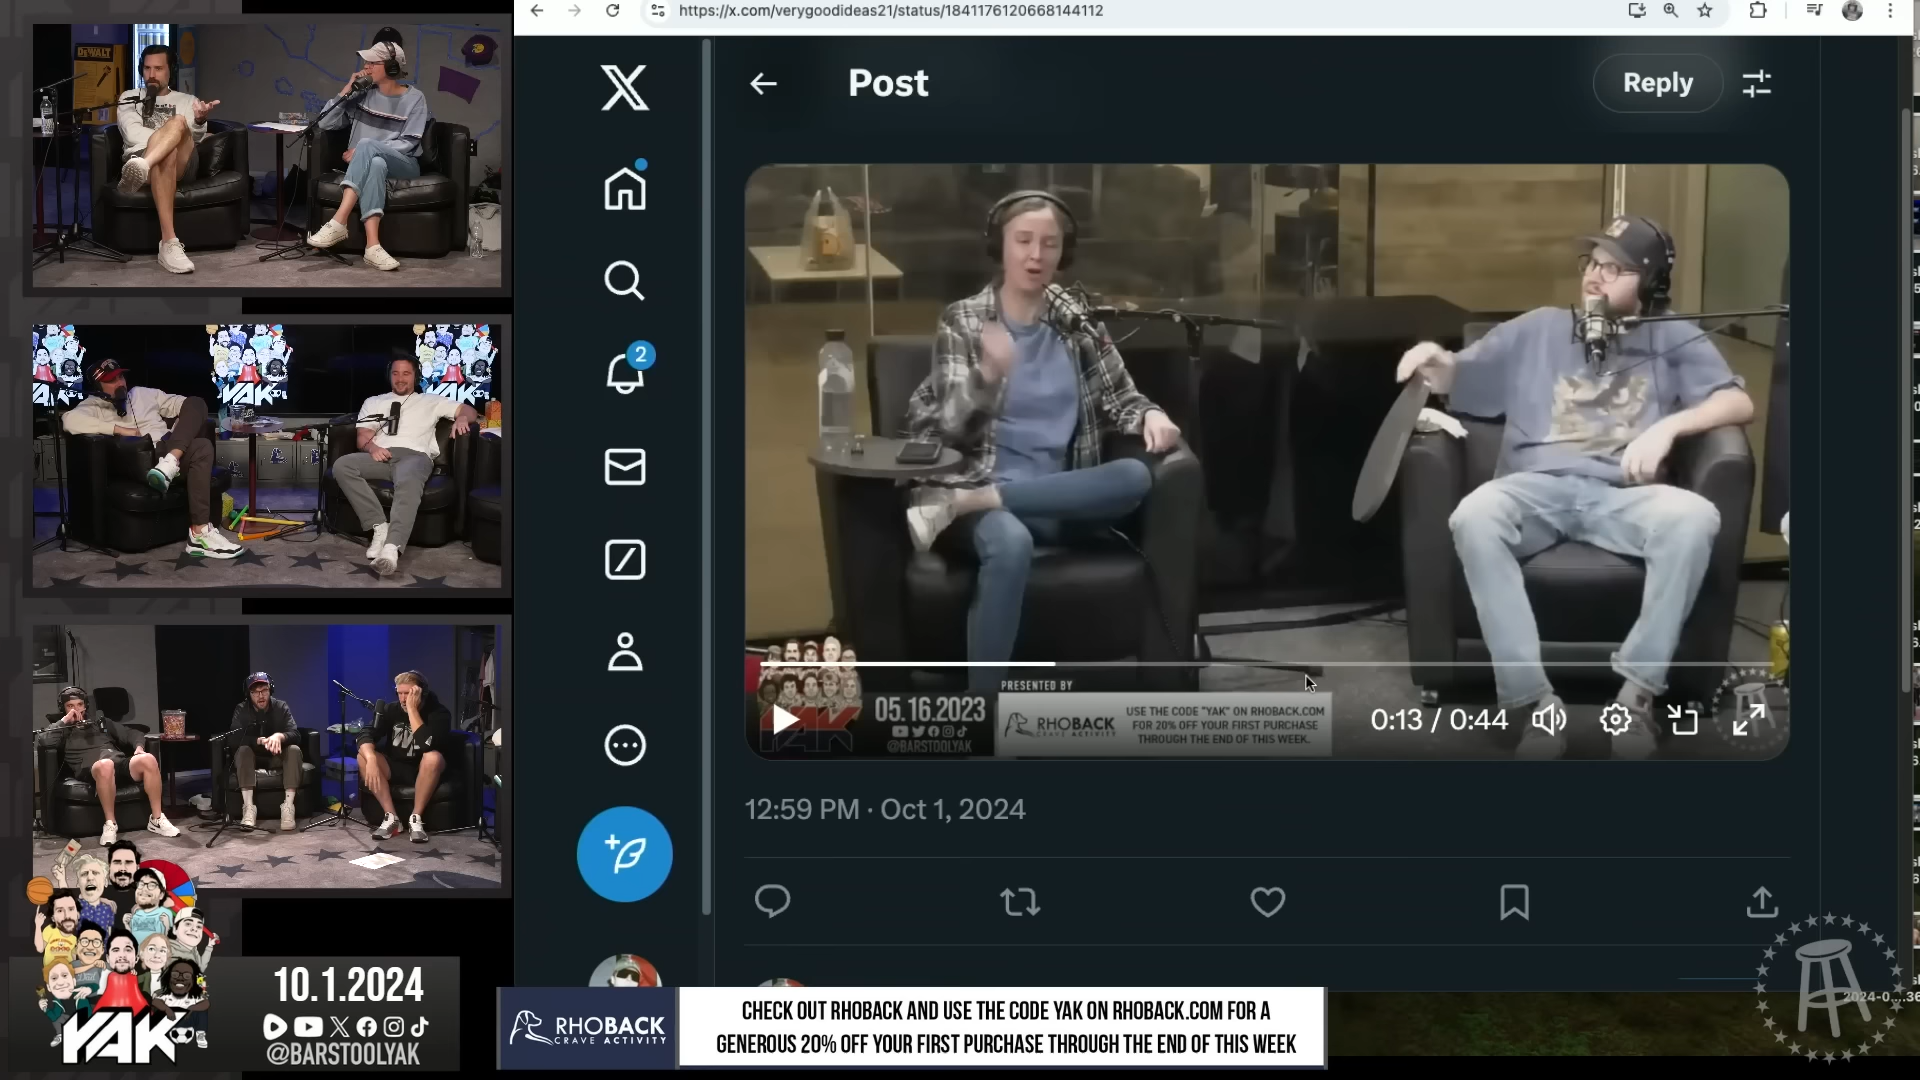 https://x.com/verygoodideas21/status/1841176120668144112
Post
Reply
DEWALT
YAK
2
05.16.2023
@BARSTOOLYAK
PRESENTED BY
RHOBACK
CRAVE ACTIVITY
USE THE CODE "YAK" ON RHOBACK.COM
FOR 20% OFF YOUR FIRST PURCHASE
THROUGH THE END OF THIS WEEK.
0:13 / 0:44
12:59 PM · Oct 1, 2024
YAK
10.1.2024
@BARSTOOLYAK
RHOBACK
CRAVE ACTIVITY
CHECK OUT RHOBACK AND USE THE CODE YAK ON RHOBACK.COM FOR A
GENEROUS 20% OFF YOUR FIRST PURCHASE THROUGH THE END OF THIS WEEK